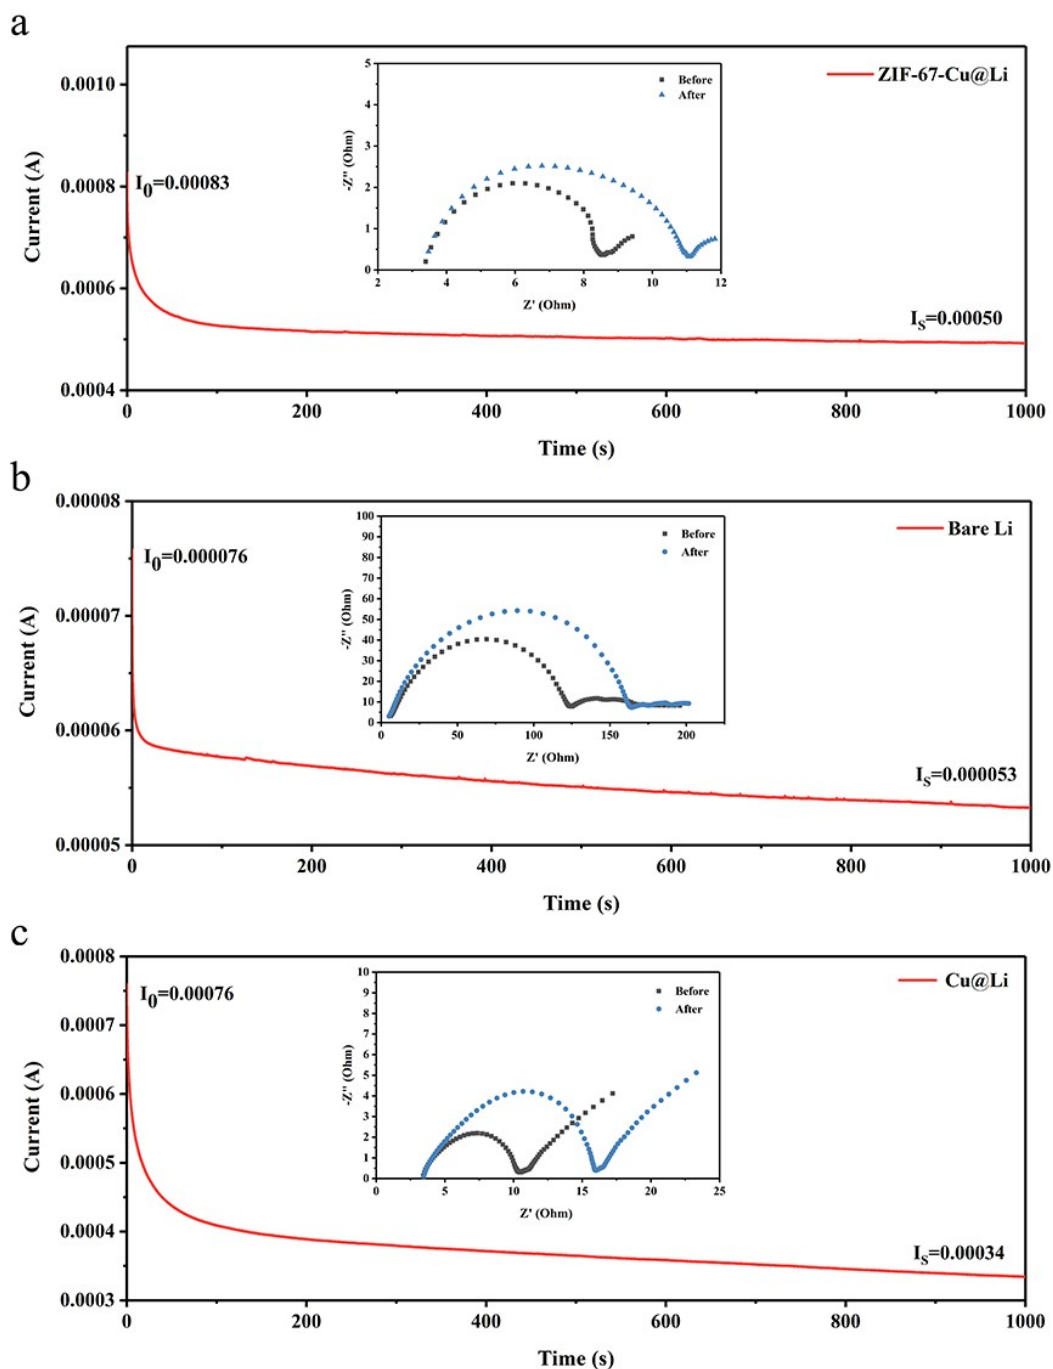 a
0.0010
0.0008
0.0006
0.0004
Current (A)
I0=0.00083
ZIF-67-Cu@Li
5
4
3
2
1
0
-Z'' (Ohm)
Before
After
2 4 6 8 10 12
Z' (Ohm)
IS=0.00050
0 200 400 600 800 1000
Time (s)
b
0.00008
0.00007
0.00006
0.00005
Current (A)
I0=0.000076
Bare Li
100
90
80
70
60
50
40
30
20
10
0
-Z'' (Ohm)
Before
After
0 50 100 150 200
Z' (Ohm)
IS=0.000053
0 200 400 600 800 1000
Time (s)
c
0.0008
0.0007
0.0006
0.0005
0.0004
0.0003
Current (A)
I0=0.00076
Cu@Li
10
9
8
7
6
5
4
3
2
1
0
-Z'' (Ohm)
Before
After
0 5 10 15 20 25
Z' (Ohm)
IS=0.00034
0 200 400 600 800 1000
Time (s)